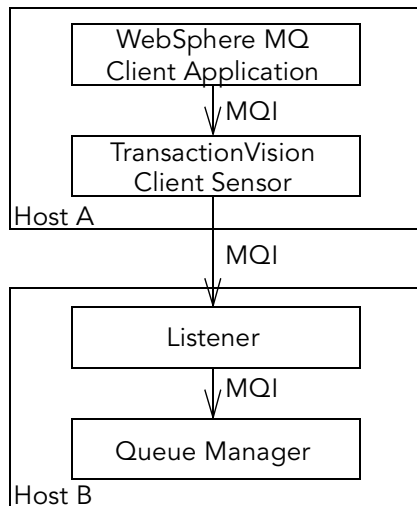 WebSphere MQ
Client Application
MQI
TransactionVision
Client Sensor
Host A
MQI
Listener
MQI
Queue Manager
Host B